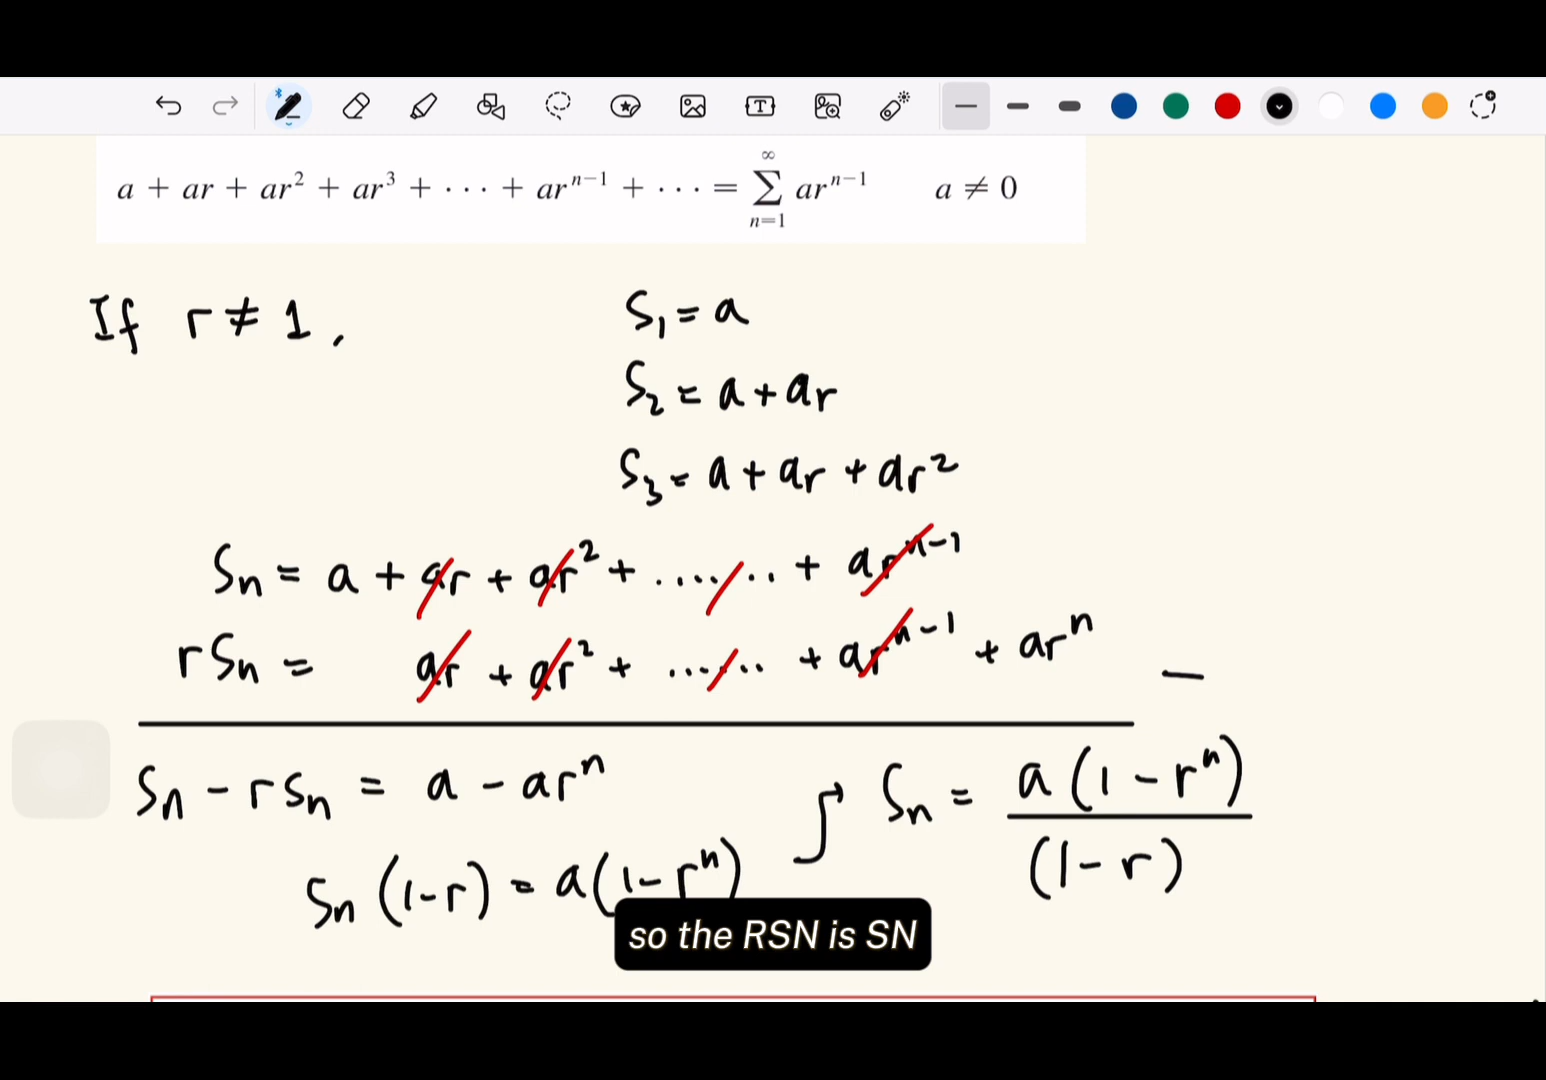 a + ar + ar² + ar³ + · · · + arⁿ⁻¹ + · · · = ∑_{n=1}^{∞} arⁿ⁻¹    a ≠ 0
If r ≠ 1,
S₁ = a
S₂ = a + ar
S₃ = a + ar + ar²
Sₙ = a + ar + ar² + ....... + arⁿ⁻¹
rSₙ = ar + ar² + ....... + arⁿ⁻¹ + arⁿ —
Sₙ - rSₙ = a - arⁿ
Sₙ (1-r) = a(1-rⁿ)
Sₙ = a(1-rⁿ) / (1-r)
so the RSN is SN